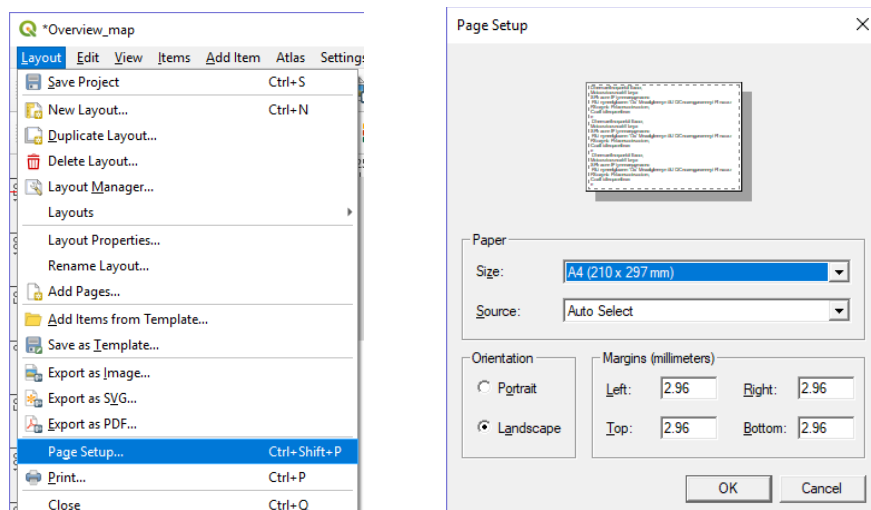 *Overview_map
Layout Edit View Items Add Item Atlas Settings
Save Project Ctrl+S
New Layout... Ctrl+N
Duplicate Layout...
Delete Layout...
Layout Manager...
Layouts
Layout Properties...
Rename Layout...
Add Pages...
Add Items from Template...
Save as Template...
Export as Image...
Export as SVG...
Export as PDF...
Page Setup... Ctrl+Shift+P
Print... Ctrl+P
Close Ctrl+Q
Page Setup
Paper
Size: A4 (210 x 297 mm)
Source: Auto Select
Orientation
Portrait
Landscape
Margins (millimeters)
Left: 2.96 Right: 2.96
Top: 2.96 Bottom: 2.96
OK Cancel